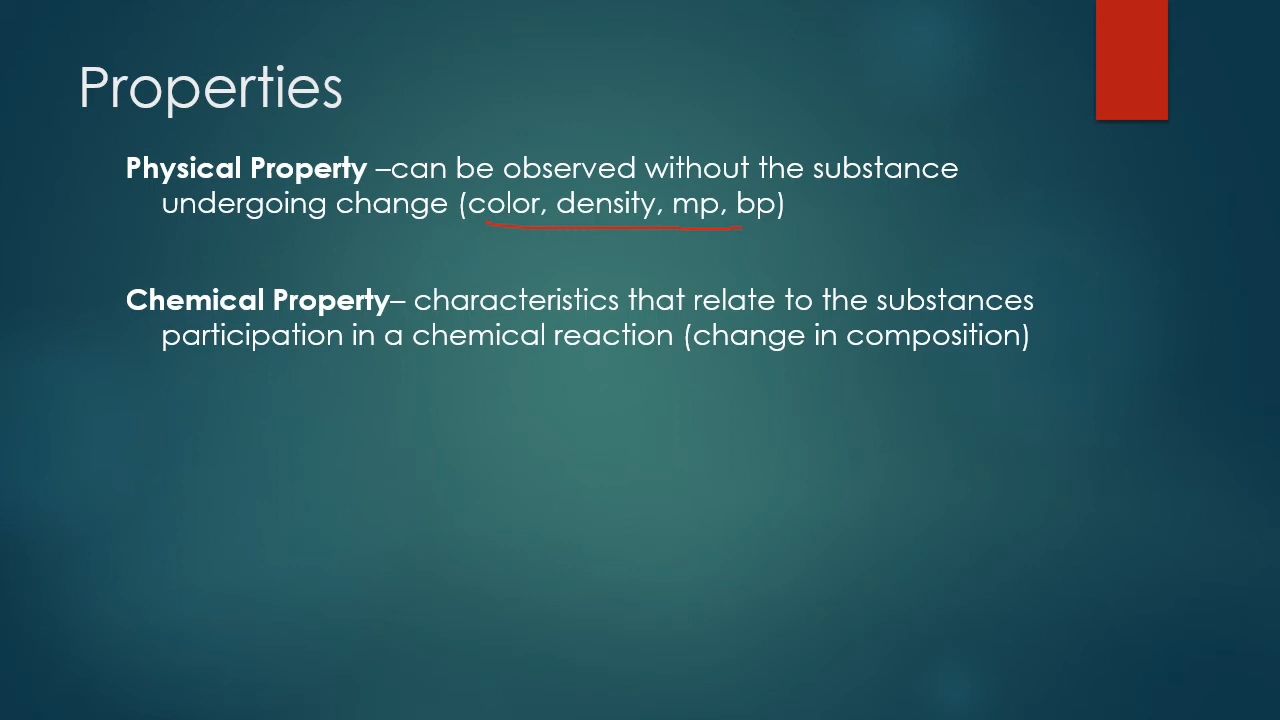 Properties
Physical Property –can be observed without the substance
undergoing change (color, density, mp, bp)
Chemical Property– characteristics that relate to the substances
participation in a chemical reaction (change in composition)